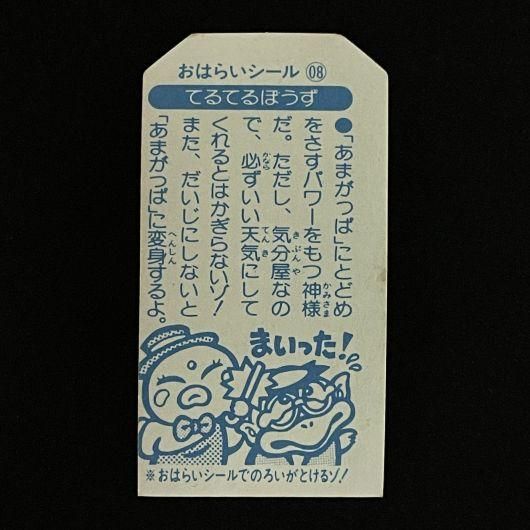 おはらいシール 08
てるてるぼうず
●「あまがっぱ」にとどめ
をさすパワーをもつ神様
だ。ただし、気分屋なの
で、必ずいい天気にして
くれるとはかぎらないゾ!
また、だいじにしないと
「あまがっぱ」に変身するよ。
まいった!
※おはらいシールでのろいがとけるゾ!